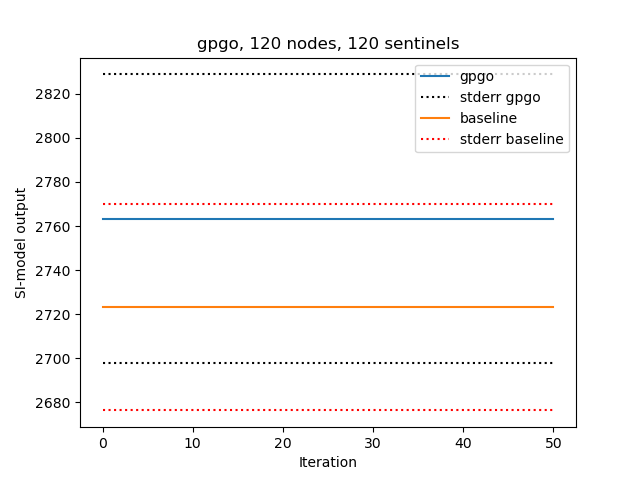 gpgo, 120 nodes, 120 sentinels
SI-model output
2820
2800
2780
2760
2740
2720
2700
2680
gpgo
stderr gpgo
baseline
stderr baseline
0 10 20 30 40 50
Iteration